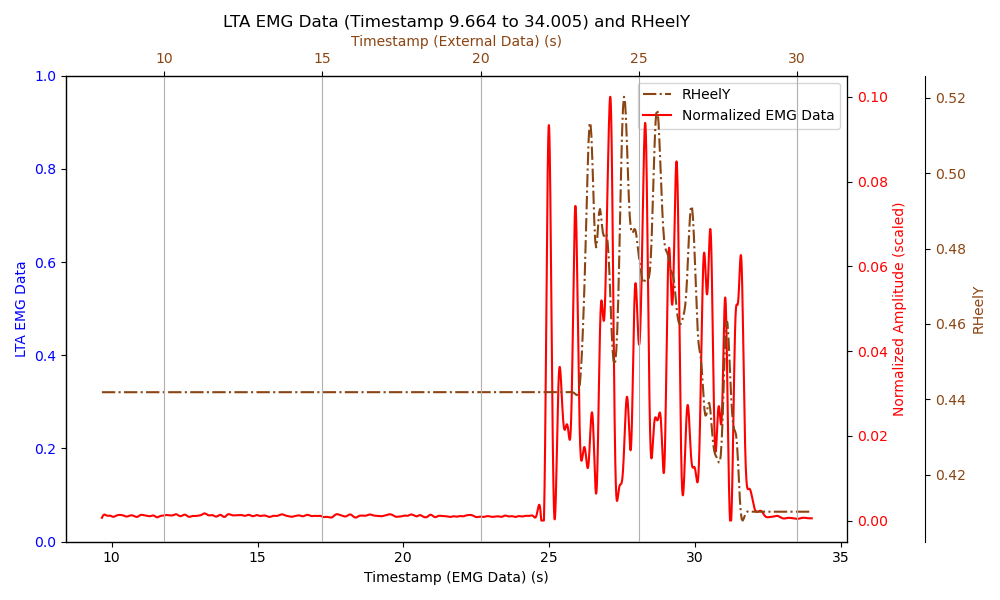 LTA EMG Data (Timestamp 9.664 to 34.005) and RHeelY
Timestamp (External Data) (s)
10 15 20 25 30
RHeelY
Normalized EMG Data
1.0
0.8
0.6
0.4
0.2
0.0
LTA EMG Data
0.10
0.08
0.06
0.04
0.02
0.00
Normalized Amplitude (scaled)
0.52
0.50
0.48
0.46
0.44
0.42
RHeelY
10 15 20 25 30 35
Timestamp (EMG Data) (s)